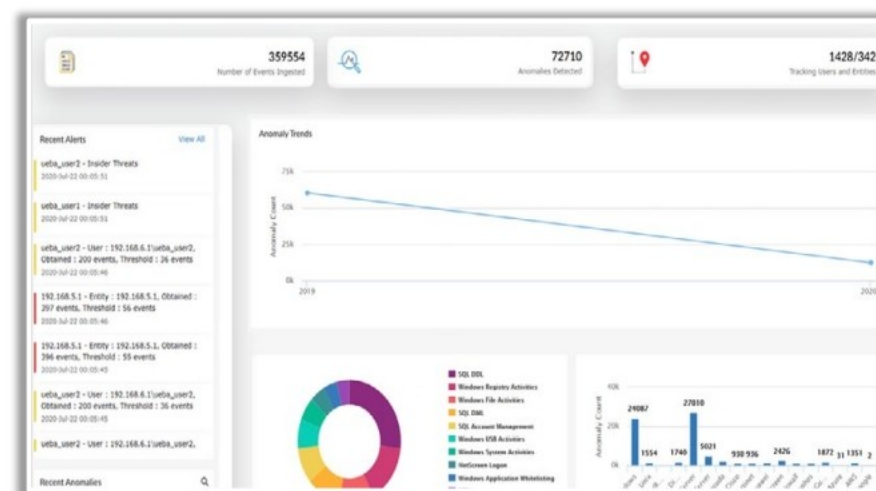 359554
Number of Events Ingested
72710
Anomalies Detected
1428/342
Tracking Users and Entities
Recent Alerts
View All
ueba_user2 - Insider Threats
2020-Jul-22 00:05:51
ueba_user1 - Insider Threats
2020-Jul-22 00:05:51
ueba_user2 - User : 192.168.6.1\ueba_user2,
Obtained : 200 events, Threshold : 36 events
2020-Jul-22 00:05:46
192.168.5.1 - Entity : 192.168.5.1, Obtained :
297 events, Threshold : 56 events
2020-Jul-22 00:05:46
192.168.5.1 - Entity : 192.168.5.1, Obtained :
296 events, Threshold : 55 events
2020-Jul-22 00:05:45
ueba_user2 - User : 192.168.6.1\ueba_user2,
Obtained : 200 events, Threshold : 36 events
2020-Jul-22 00:05:45
ueba_user2 - User : 192.168.6.1\ueba_user2,
Recent Anomalies
Anomaly Trends
Anomaly Count
75k
50k
25k
0k
2019
2020
SQL DDL
Windows Registry Activities
Windows File Activities
SQL DML
SQL Account Management
Windows USB Activities
Windows System Activities
NetScreen Logon
Windows Application Whitelisting
Anomaly Count
40k
20k
0k
24087
1554
1740
27010
5021
930
936
2426
1872
31
1351
2